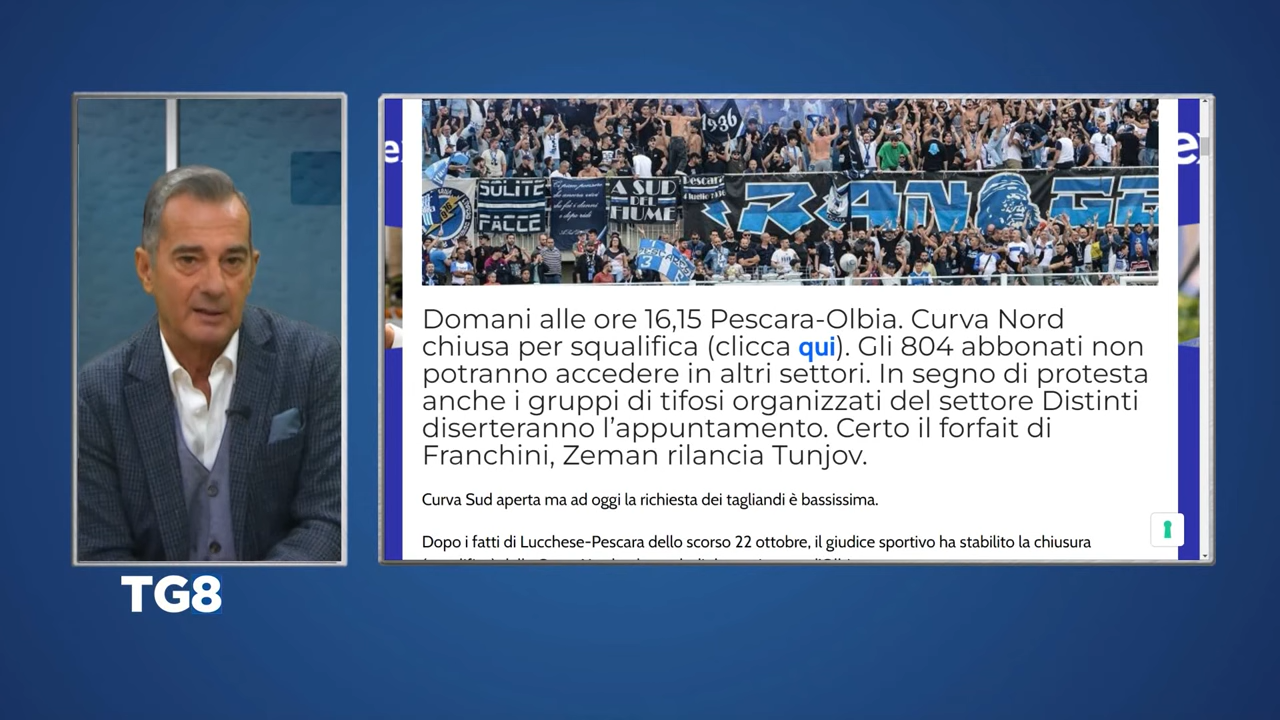 1936
SOLITE
FACCE
A SUD
DEL
FIUME
Pescara
RANGE
Domani alle ore 16,15 Pescara-Olbia. Curva Nord
chiusa per squalifica (clicca qui). Gli 804 abbonati non
potranno accedere in altri settori. In segno di protesta
anche i gruppi di tifosi organizzati del settore Distinti
diserteranno l’appuntamento. Certo il forfait di
Franchini, Zeman rilancia Tunjov.
Curva Sud aperta ma ad oggi la richiesta dei tagliandi è bassissima.
Dopo i fatti di Lucchese-Pescara dello scorso 22 ottobre, il giudice sportivo ha stabilito la chiusura
TG8